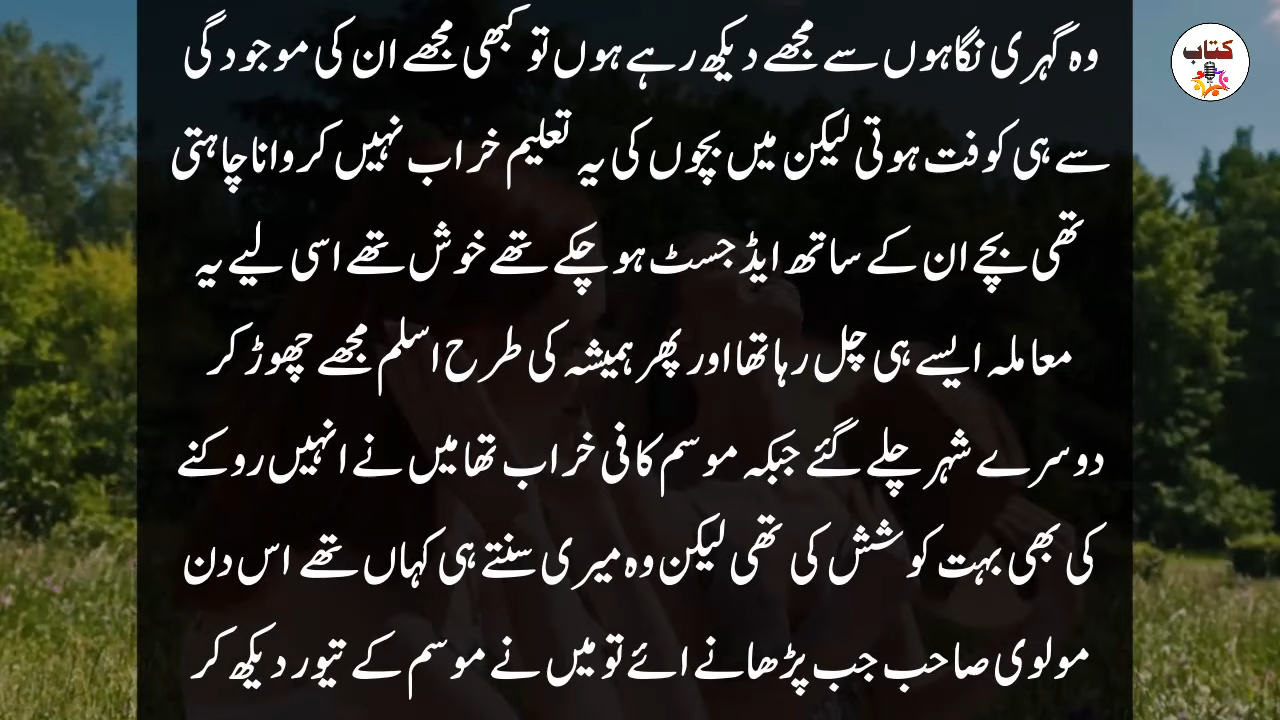 کتاب
وہ گہری نگاہوں سے مجھے دیکھ رہے ہوں تو کبھی مجھے ان کی موجودگی
سے ہی کوفت ہوتی لیکن میں بچوں کی یہ تعلیم خراب نہیں کروانا چاہتی
تھی بچے ان کے ساتھ ایڈجسٹ ہو چکے تھے خوش تھے اسی لیے یہ
معاملہ ایسے ہی چل رہا تھا اور پھر ہمیشہ کی طرح اسلم مجھے چھوڑ کر
دوسرے شہر چلے گئے جبکہ موسم کافی خراب تھا میں نے انہیں روکنے
کی بھی بہت کوشش کی تھی لیکن وہ میری سنتے ہی کہاں تھے اس دن
مولوی صاحب جب پڑھانے ائے تو میں نے موسم کے تیور دیکھ کر